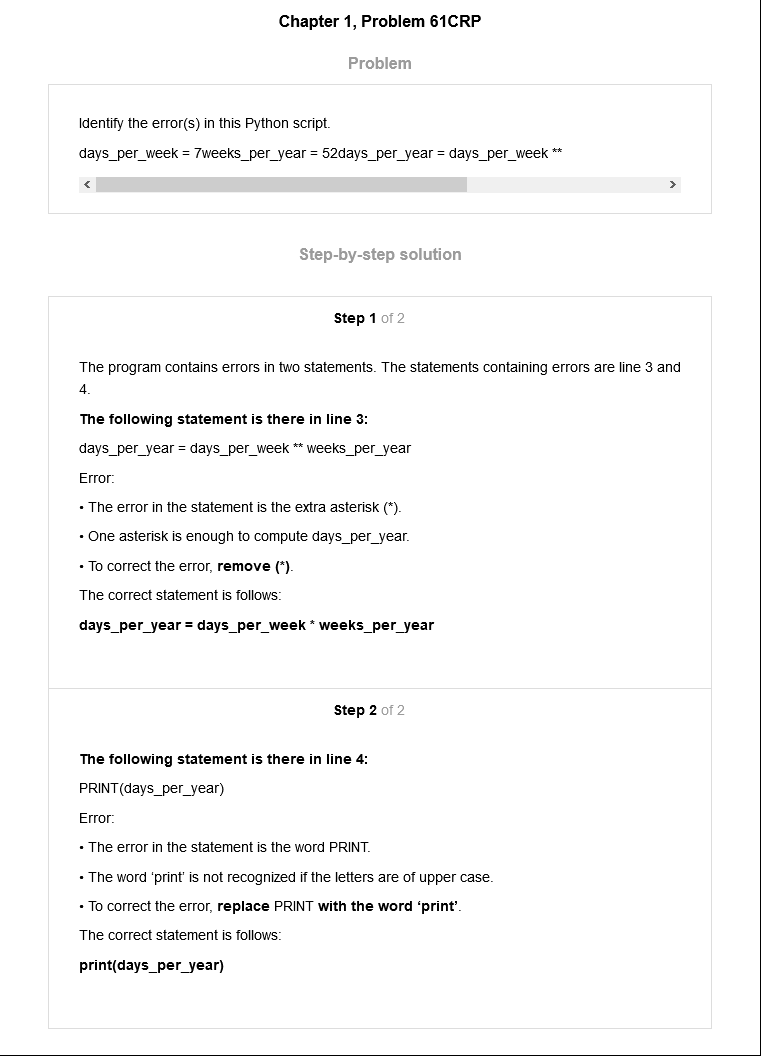 Chapter 1, Problem 61CRP
Problem
Identify the error(s) in this Python script.
days_per_week = 7weeks_per_year = 52days_per_year = days_per_week **
Step-by-step solution
Step 1 of 2
The program contains errors in two statements. The statements containing errors are line 3 and
4.
The following statement is there in line 3:
days_per_year = days_per_week ** weeks_per_year
Error:
• The error in the statement is the extra asterisk (*).
• One asterisk is enough to compute days_per_year.
• To correct the error, remove (*).
The correct statement is follows:
days_per_year = days_per_week * weeks_per_year
Step 2 of 2
The following statement is there in line 4:
PRINT(days_per_year)
Error:
• The error in the statement is the word PRINT.
• The word ‘print’ is not recognized if the letters are of upper case.
• To correct the error, replace PRINT with the word ‘print’.
The correct statement is follows:
print(days_per_year)